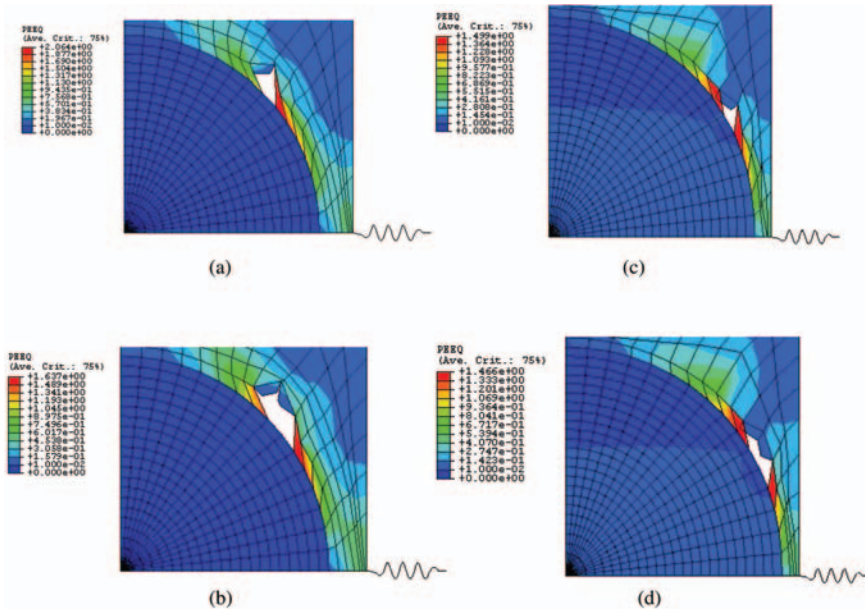 PEEQ
(Ave. Crit.: 75%)
+2.064e+00
+1.877e+00
+1.690e+00
+1.504e+00
+1.317e+00
+1.130e+00
+9.435e-01
+7.568e-01
+5.701e-01
+3.834e-01
+1.967e-01
+1.000e-02
+0.000e+00
(a)
PEEQ
(Ave. Crit.: 75%)
+1.499e+00
+1.364e+00
+1.228e+00
+1.093e+00
+9.577e-01
+8.223e-01
+6.869e-01
+5.515e-01
+4.161e-01
+2.808e-01
+1.454e-01
+1.000e-02
+0.000e+00
(c)
PEEQ
(Ave. Crit.: 75%)
+1.637e+00
+1.489e+00
+1.341e+00
+1.193e+00
+1.045e+00
+8.975e-01
+7.496e-01
+6.017e-01
+4.538e-01
+3.058e-01
+1.579e-01
+1.000e-02
+0.000e+00
(b)
PEEQ
(Ave. Crit.: 75%)
+1.466e+00
+1.333e+00
+1.201e+00
+1.069e+00
+9.364e-01
+8.041e-01
+6.717e-01
+5.394e-01
+4.070e-01
+2.747e-01
+1.423e-01
+1.000e-02
+0.000e+00
(d)